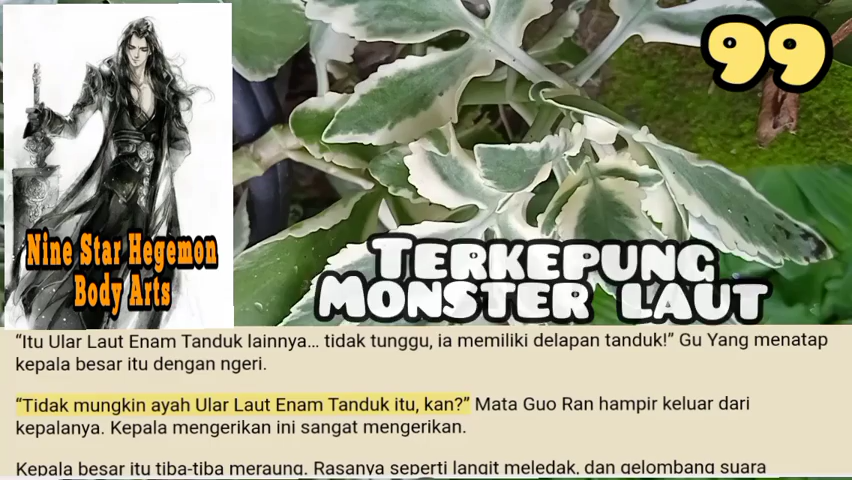 99
Nine Star Hegemon
Body Arts
TERKEPUNG
MONSTER LAUT
“Itu Ular Laut Enam Tanduk lainnya… tidak tunggu, ia memiliki delapan tanduk!” Gu Yang menatap
kepala besar itu dengan ngeri.
“Tidak mungkin ayah Ular Laut Enam Tanduk itu, kan?” Mata Guo Ran hampir keluar dari
kepalanya. Kepala mengerikan ini sangat mengerikan.
Kepala besar itu tiba-tiba meraung. Rasanya seperti langit meledak, dan gelombang suara